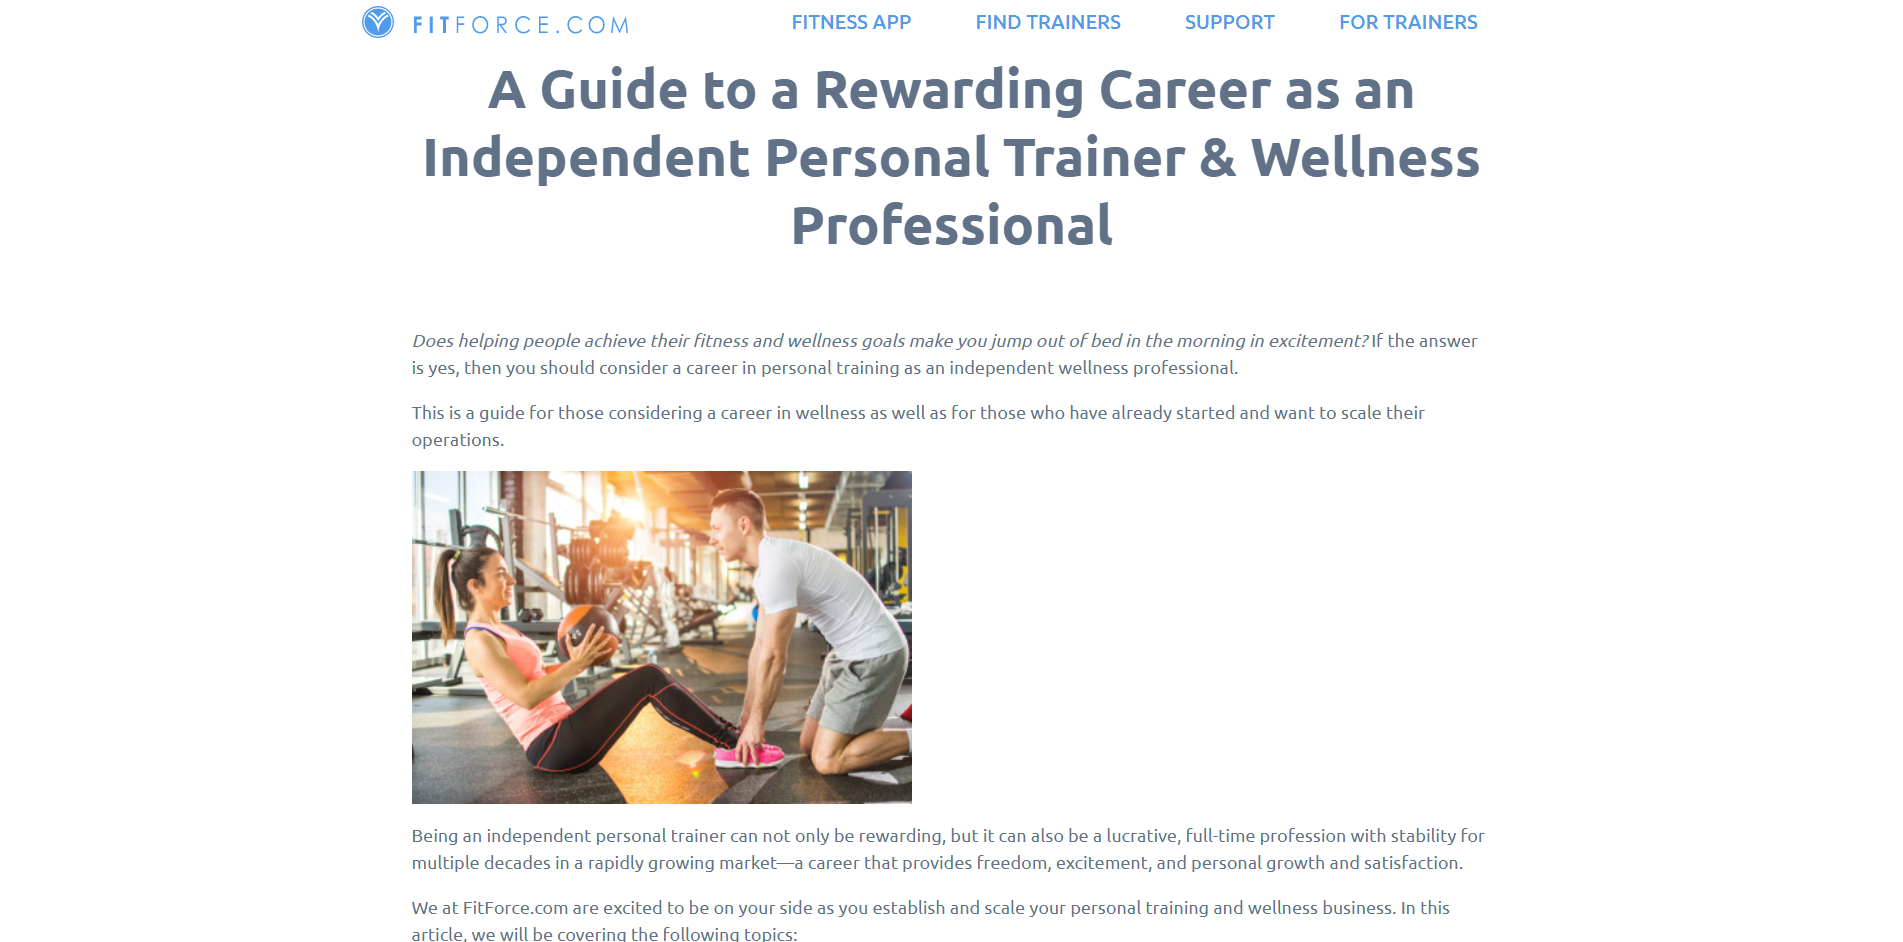 FITFORCE.COM
FITNESS APP
FIND TRAINERS
SUPPORT
FOR TRAINERS
A Guide to a Rewarding Career as an
Independent Personal Trainer & Wellness
Professional
Does helping people achieve their fitness and wellness goals make you jump out of bed in the morning in excitement? If the answer
is yes, then you should consider a career in personal training as an independent wellness professional.
This is a guide for those considering a career in wellness as well as for those who have already started and want to scale their
operations.
Being an independent personal trainer can not only be rewarding, but it can also be a lucrative, full-time profession with stability for
multiple decades in a rapidly growing market—a career that provides freedom, excitement, and personal growth and satisfaction.
We at FitForce.com are excited to be on your side as you establish and scale your personal training and wellness business. In this
article, we will be covering the following topics: